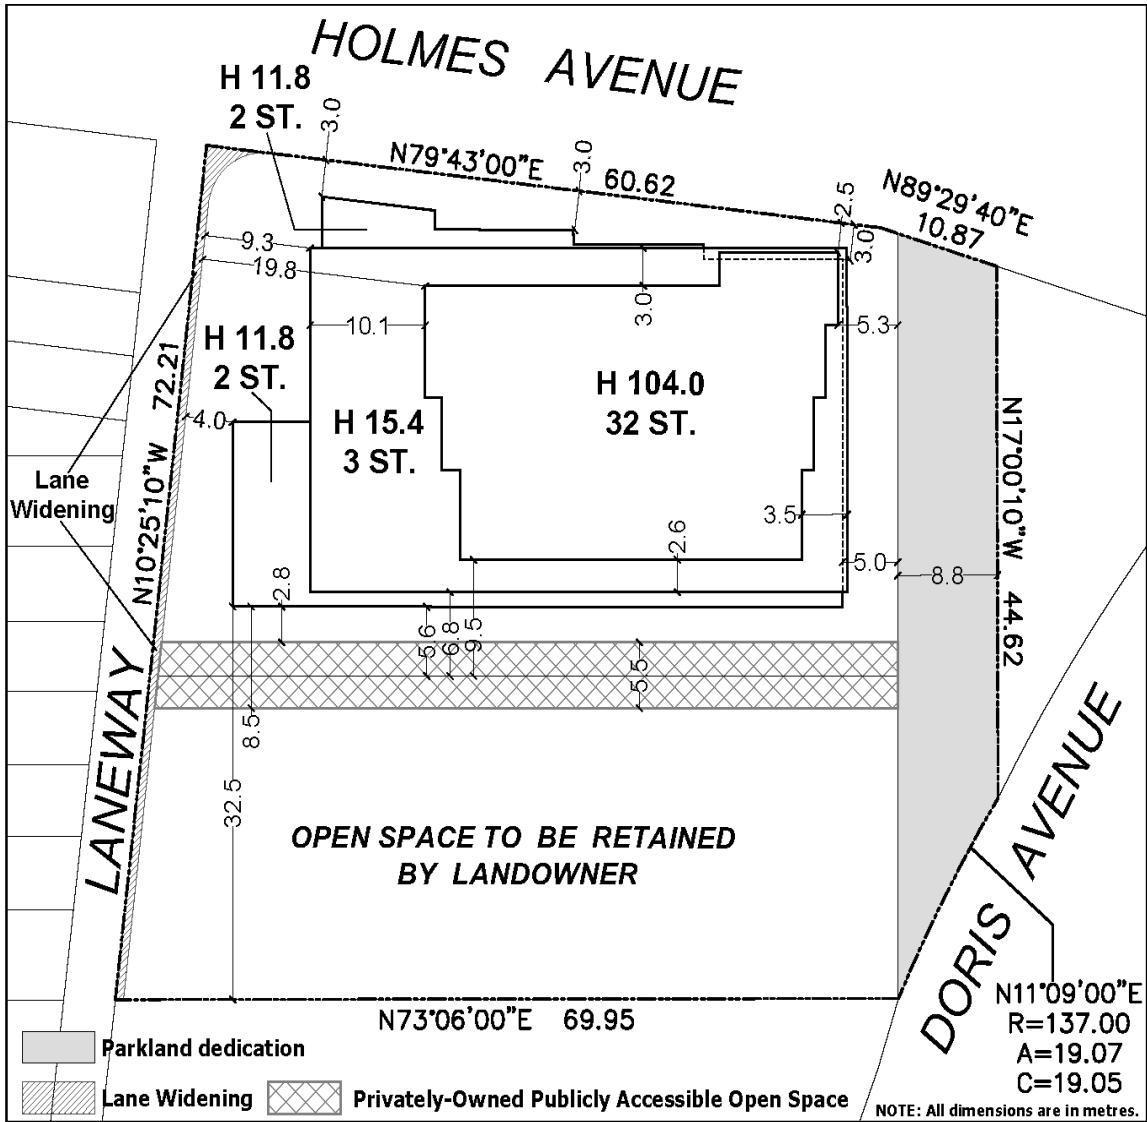 HOLMES AVENUE
H 11.8
2 ST.
3.0
N79°43'00"E
3.0
60.62
2.5
3.0
N89°29'40"E
10.87
9.3
19.8
10.1
3.0
5.3
H 11.8
2 ST.
H 104.0
32 ST.
H 15.4
3 ST.
4.0
N10°25'10"W 72.21
Lane
Widening
N17°00'10"W 44.62
3.5
2.6
5.0
8.8
2.8
5.6
6.8
9.5
5.5
8.5
32.5
LANEWAY
OPEN SPACE TO BE RETAINED
BY LANDOWNER
DORIS AVENUE
N73°06'00"E 69.95
N11°09'00"E
R=137.00
A=19.07
C=19.05
Parkland dedication
Lane Widening
Privately-Owned Publicly Accessible Open Space
NOTE: All dimensions are in metres.